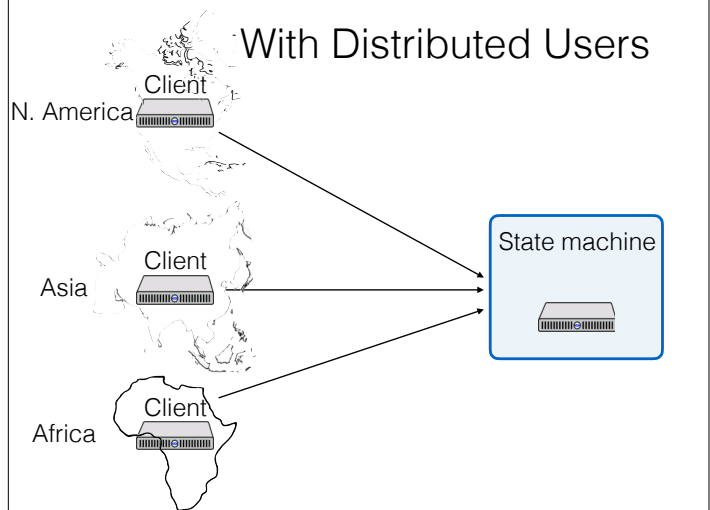 With Distributed Users
Client
N. America
State machine
Client
Asia
Client
Africa